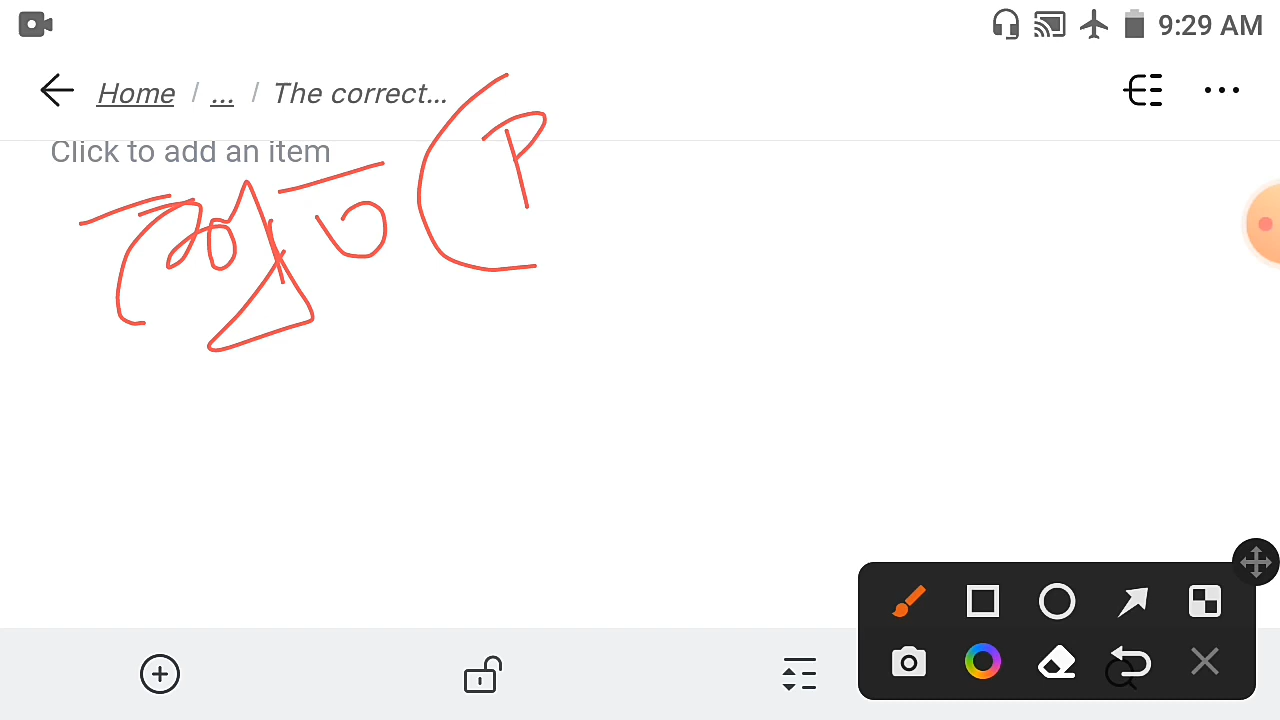 9:29 AM
Home / ... / The correct...
Click to add an item
P